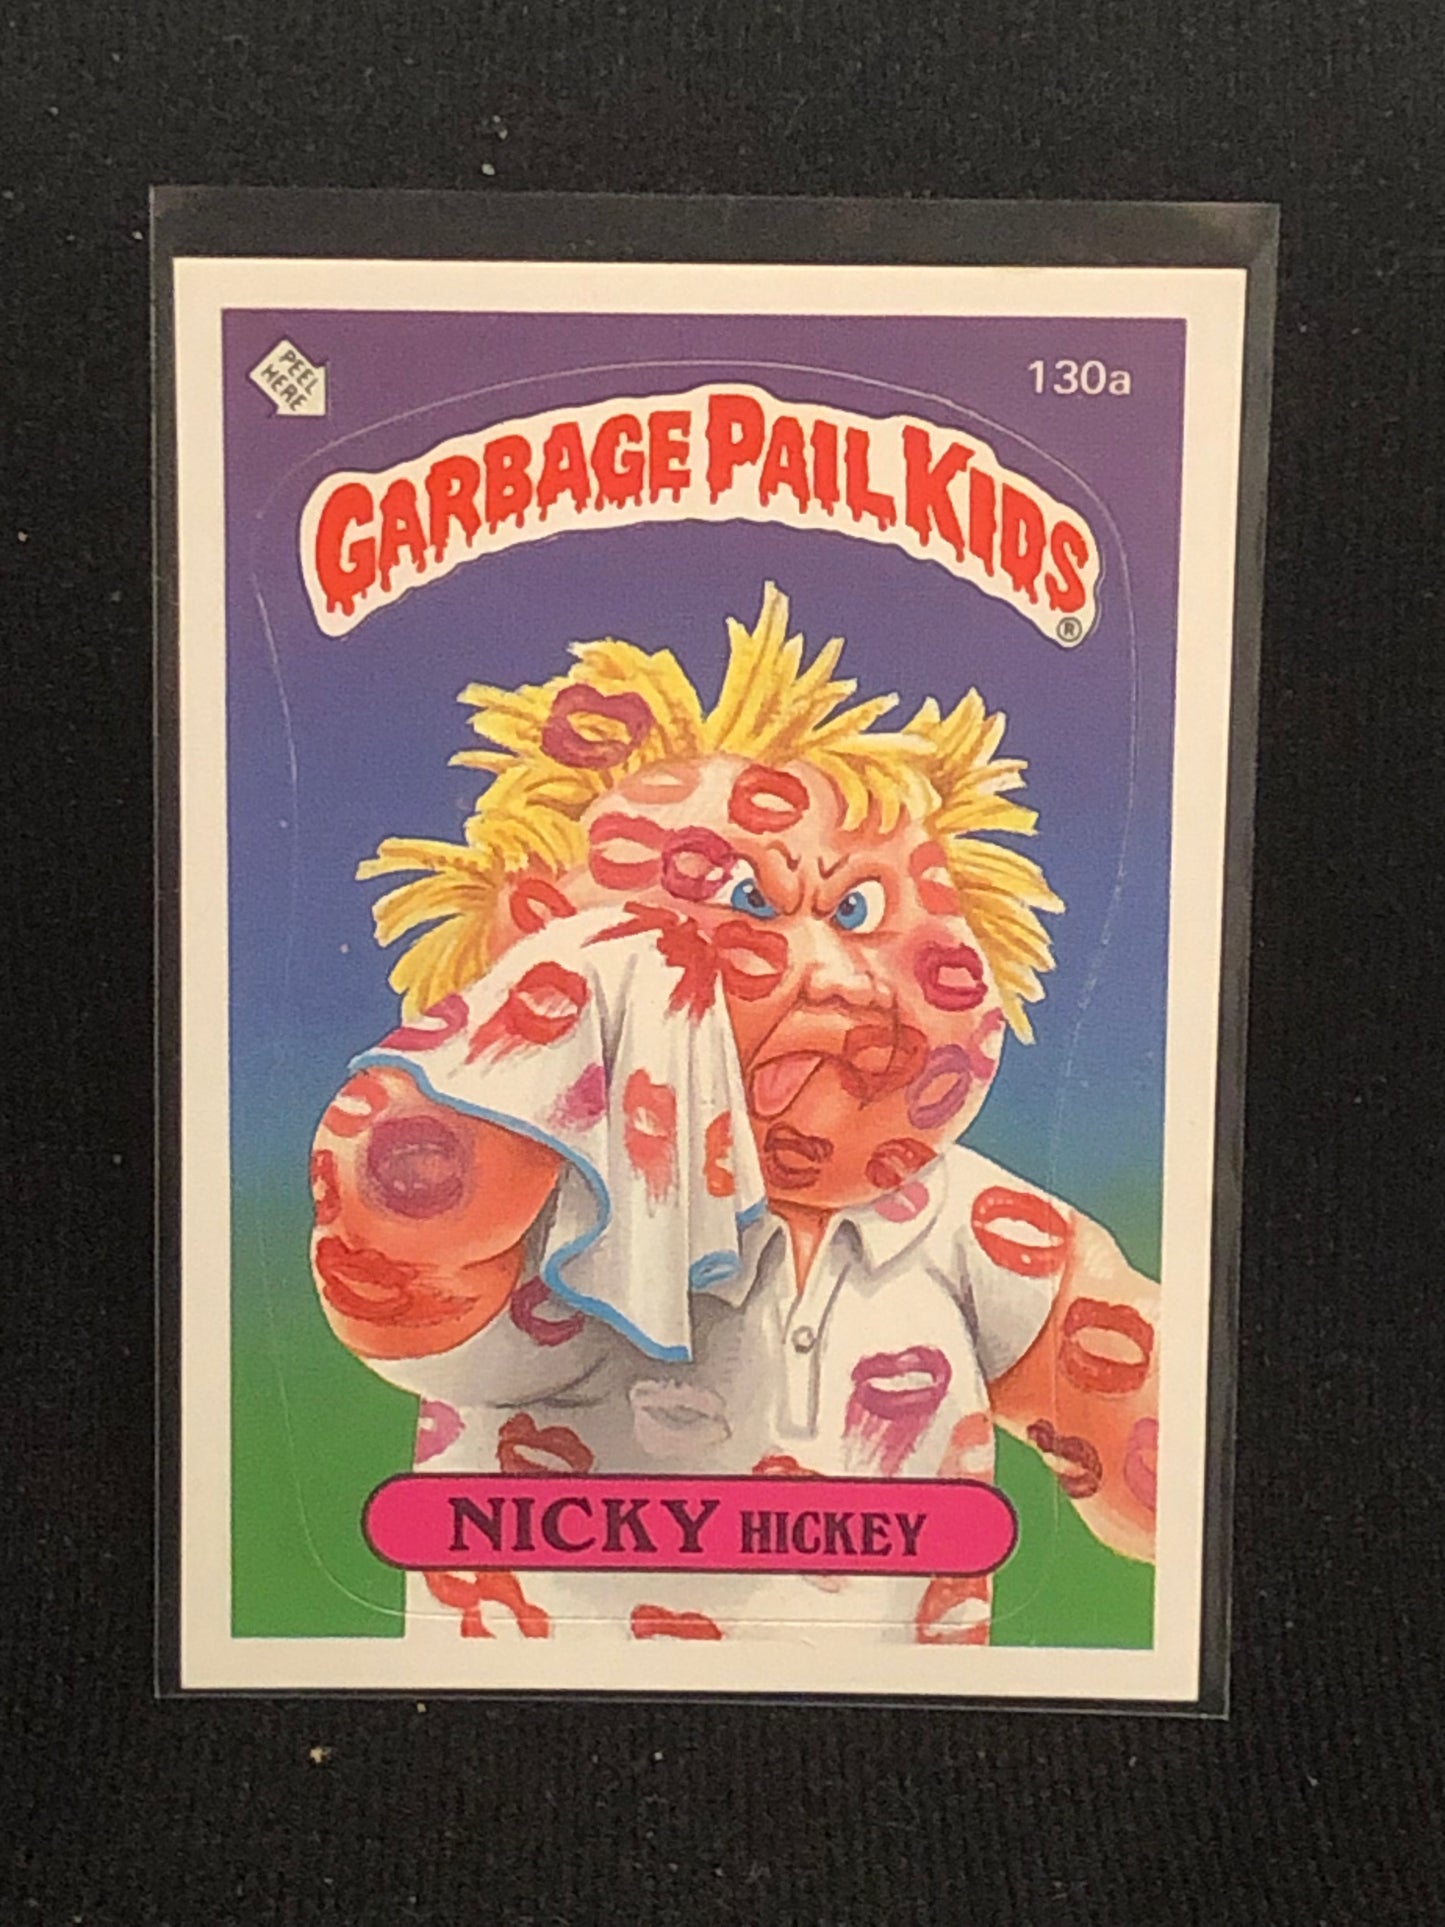 PEEL
HERE
130a
GARBAGE PAIL KIDS
®
NICKY HICKEY